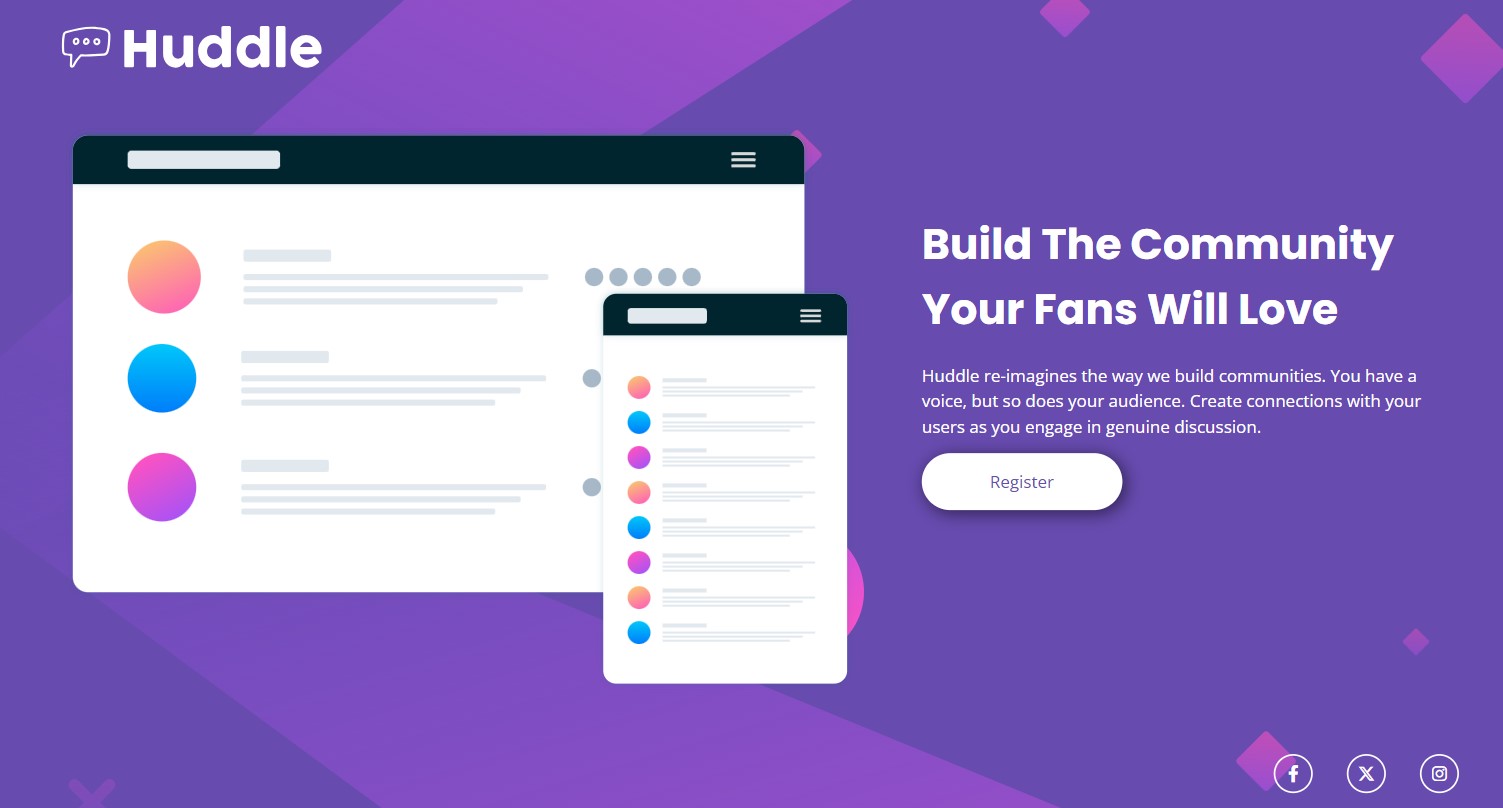 Huddle
Build The Community
Your Fans Will Love
Huddle re-imagines the way we build communities. You have a
voice, but so does your audience. Create connections with your
users as you engage in genuine discussion.
Register